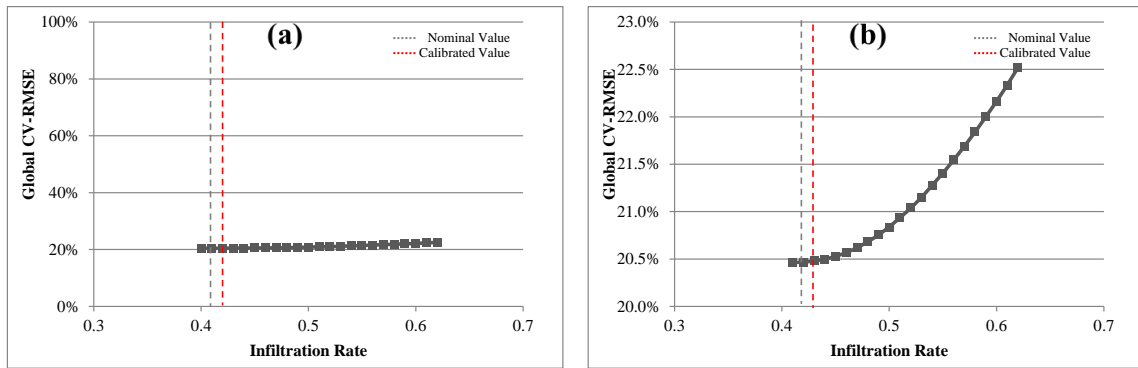 (a)
Nominal Value
Calibrated Value
Global CV-RMSE
100%
80%
60%
40%
20%
0%
0.3 0.4 0.5 0.6 0.7
Infiltration Rate
(b)
Nominal Value
Calibrated Value
Global CV-RMSE
23.0%
22.5%
22.0%
21.5%
21.0%
20.5%
20.0%
0.3 0.4 0.5 0.6 0.7
Infiltration Rate